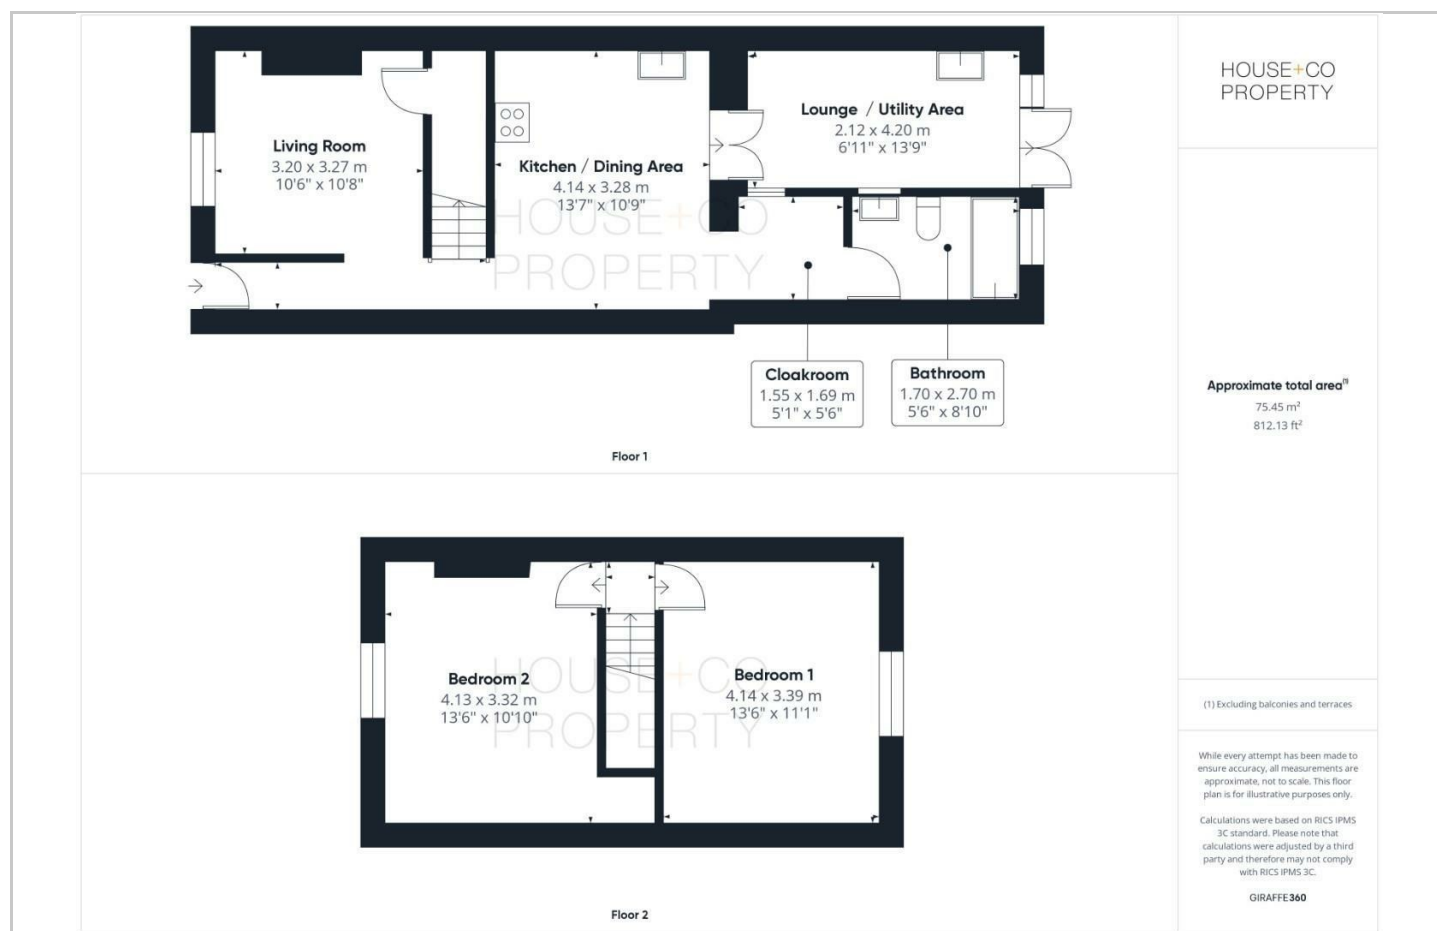 Living Room
3.20 x 3.27 m
10'6" x 10'8"
Kitchen / Dining Area
4.14 x 3.28 m
13'7" x 10'9"
Lounge / Utility Area
2.12 x 4.20 m
6'11" x 13'9"
HOUSE+CO
PROPERTY
Cloakroom
1.55 x 1.69 m
5'1" x 5'6"
Bathroom
1.70 x 2.70 m
5'6" x 8'10"
Floor 1
Bedroom 2
4.13 x 3.32 m
13'6" x 10'10"
Bedroom 1
4.14 x 3.39 m
13'6" x 11'1"
HOUSE+CO
PROPERTY
Floor 2
HOUSE+CO
PROPERTY
Approximate total area⁽¹⁾
75.45 m²
812.13 ft²
(1) Excluding balconies and terraces
While every attempt has been made to
ensure accuracy, all measurements are
approximate, not to scale. This floor
plan is for illustrative purposes only.
Calculations were based on RICS IPMS
3C standard. Please note that
calculations were adjusted by a third
party and therefore may not comply
with RICS IPMS 3C.
GIRAFFE360